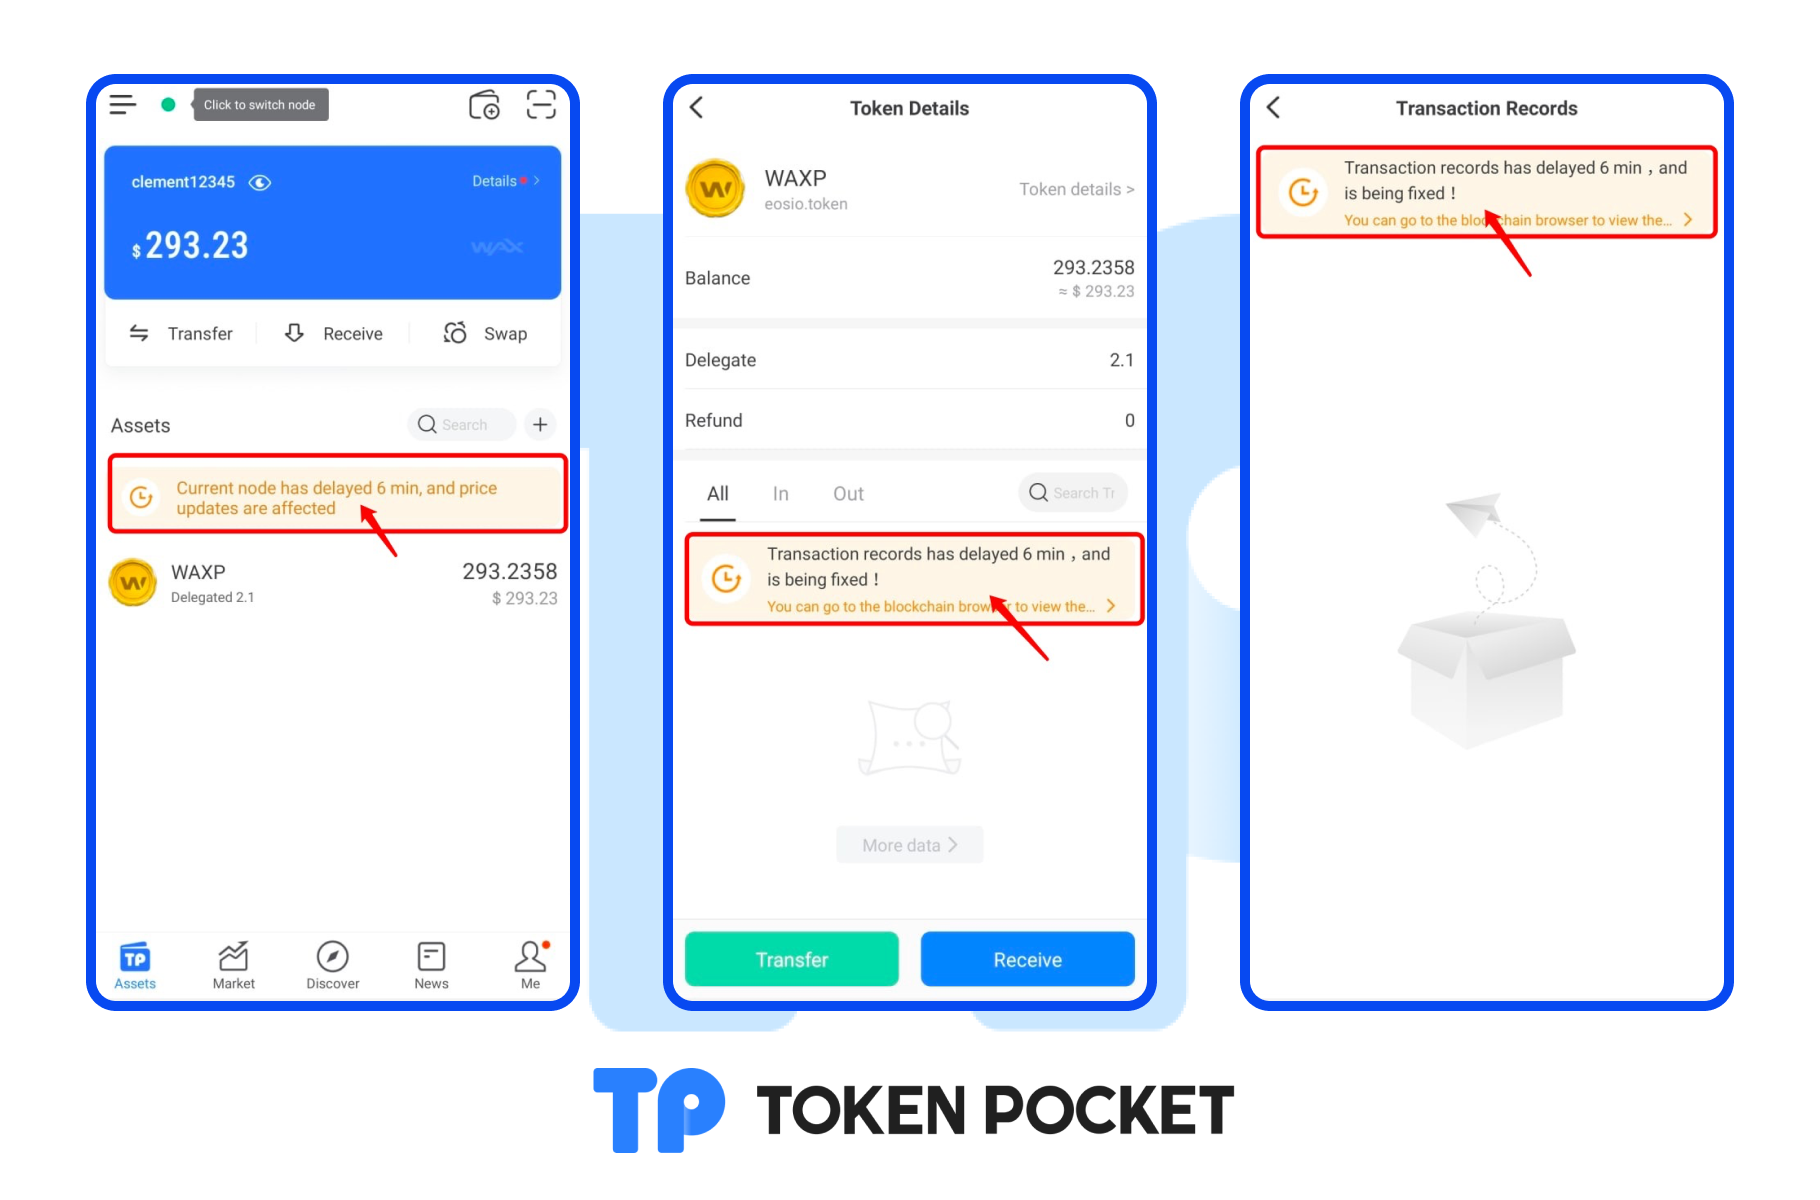 Click to switch node
clement12345
Details >
$ 293.23
WAX
Transfer
Receive
Swap
Assets
Search
+
Current node has delayed 6 min, and price
updates are affected
WAXP
293.2358
Delegated 2.1
$ 293.23
TP
Assets
Market
Discover
News
Me
Token Details
WAXP
eosio.token
Token details >
Balance
293.2358
≈ $ 293.23
Delegate
2.1
Refund
0
All
In
Out
Search Tr
Transaction records has delayed 6 min , and
is being fixed !
You can go to the blockchain browser to view the... >
More data >
Transfer
Receive
Transaction Records
Transaction records has delayed 6 min , and
is being fixed !
You can go to the blockchain browser to view the... >
TP TOKEN POCKET